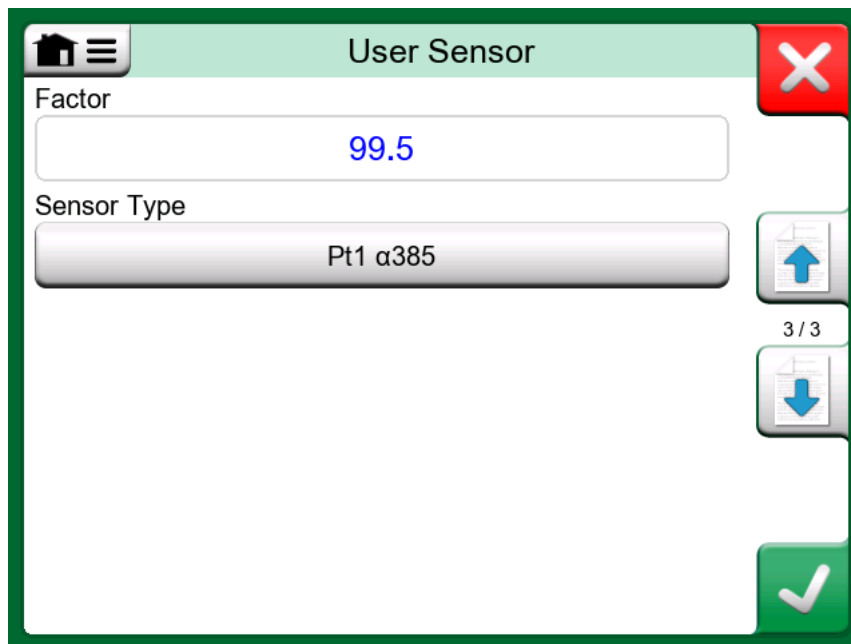 User Sensor
Factor
99.5
Sensor Type
Pt1 α385
3 / 3